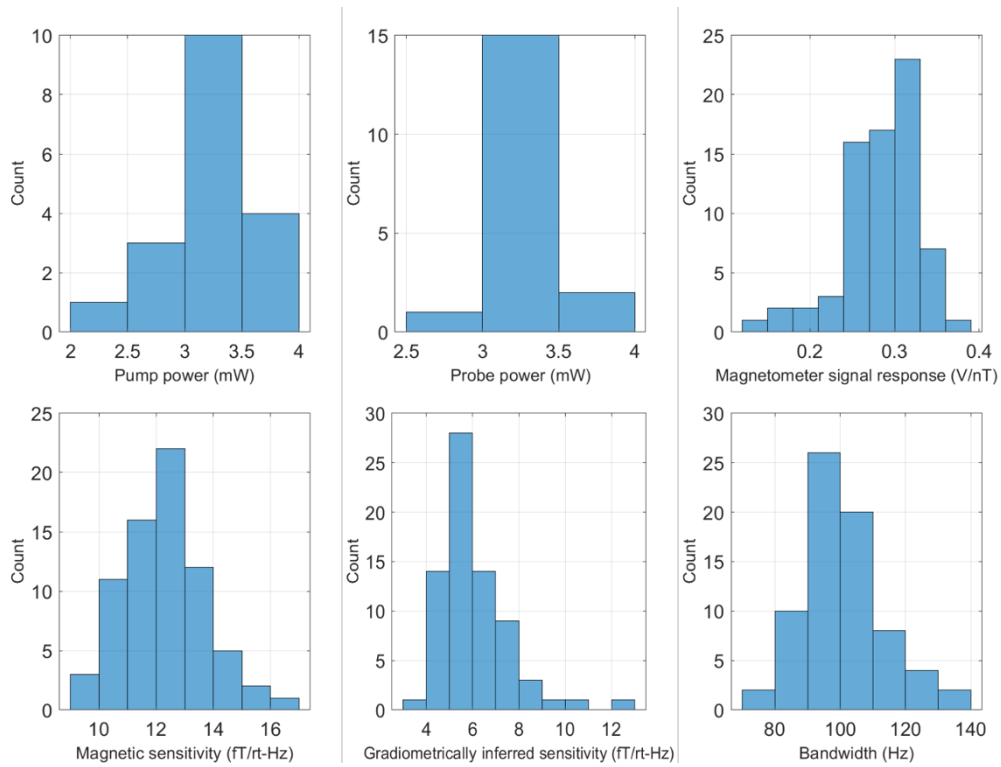 10
8
6
4
2
0
Count
2 2.5 3 3.5 4
Pump power (mW)
15
10
5
0
Count
2.5 3 3.5 4
Probe power (mW)
25
20
15
10
5
0
Count
0.2 0.3 0.4
Magnetometer signal response (V/nT)
25
20
15
10
5
0
Count
10 12 14 16
Magnetic sensitivity (fT/rt-Hz)
30
25
20
15
10
5
0
Count
4 6 8 10 12
Gradiometrically inferred sensitivity (fT/rt-Hz)
30
25
20
15
10
5
0
Count
80 100 120 140
Bandwidth (Hz)